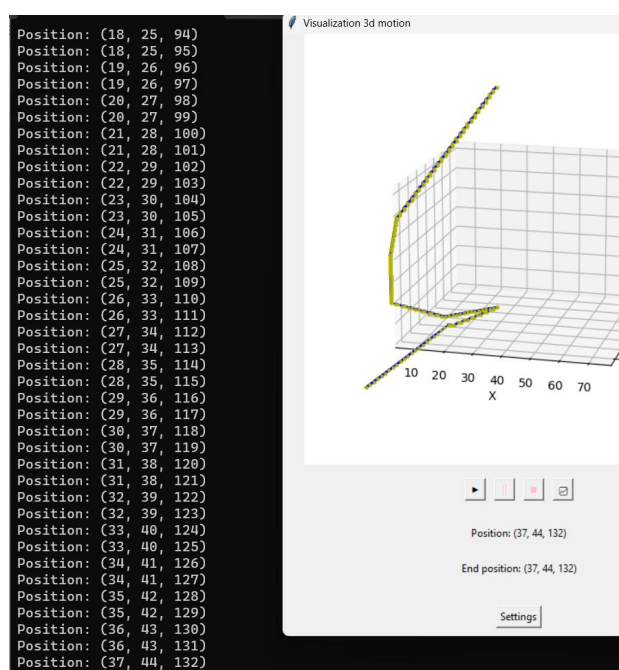 Position: (18, 25, 94)
Position: (18, 25, 95)
Position: (19, 26, 96)
Position: (19, 26, 97)
Position: (20, 27, 98)
Position: (20, 27, 99)
Position: (21, 28, 100)
Position: (21, 28, 101)
Position: (22, 29, 102)
Position: (22, 29, 103)
Position: (23, 30, 104)
Position: (23, 30, 105)
Position: (24, 31, 106)
Position: (24, 31, 107)
Position: (25, 32, 108)
Position: (25, 32, 109)
Position: (26, 33, 110)
Position: (26, 33, 111)
Position: (27, 34, 112)
Position: (27, 34, 113)
Position: (28, 35, 114)
Position: (28, 35, 115)
Position: (29, 36, 116)
Position: (29, 36, 117)
Position: (30, 37, 118)
Position: (30, 37, 119)
Position: (31, 38, 120)
Position: (31, 38, 121)
Position: (32, 39, 122)
Position: (32, 39, 123)
Position: (33, 40, 124)
Position: (33, 40, 125)
Position: (34, 41, 126)
Position: (34, 41, 127)
Position: (35, 42, 128)
Position: (35, 42, 129)
Position: (36, 43, 130)
Position: (36, 43, 131)
Position: (37, 44, 132)
Visualization 3d motion
10 20 30 40 50 60 70
X
Position: (37, 44, 132)
End position: (37, 44, 132)
Settings